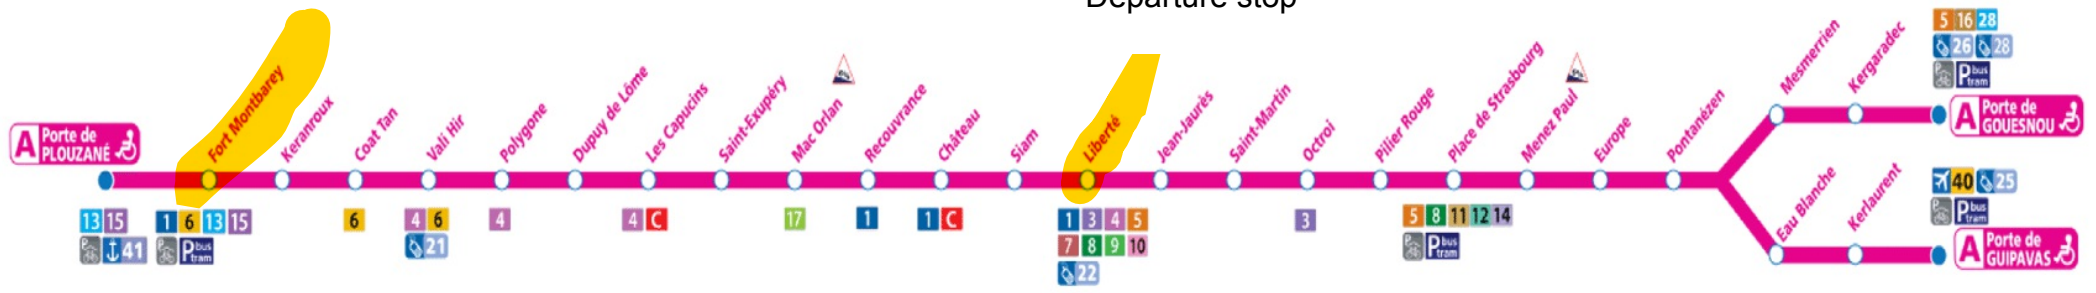 Departure stop
A Porte de
PLOUZANÉ
Fort Montbarey
Keranroux
Coat Tan
Vali Hir
Polygone
Dupuy de Lôme
Les Capucins
Saint-Exupéry
Mac Orlan
Recouvrance
Château
Siam
Liberté
Jean-Jaurès
Saint-Martin
Octroi
Pilier Rouge
Place de Strasbourg
Menez Paul
Europe
Pontanézen
Mesmerrien
Kergaradec
5 16 28
26 28
P P bus
tram
A Porte de
GOUESNOU
Eau Blanche
Kerlaurent
40 25
P P bus
tram
A Porte de
GUIPAVAS
13 15
P 41
1 6 13 15
P P bus
tram
6
4 6
21
4
4 C
17
1
1 C
1 3 4 5
7 8 9 10
22
3
5 8 11 12 14
P P bus
tram